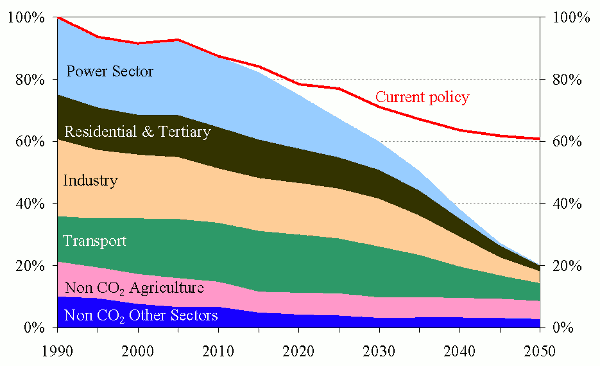 100% 100%
80% 80%
Power Sector
Current policy
60% 60%
Residential & Tertiary
Industry
40% 40%
Transport
20% 20%
Non CO₂ Agriculture
Non CO₂ Other Sectors
0% 0%
1990 2000 2010 2020 2030 2040 2050